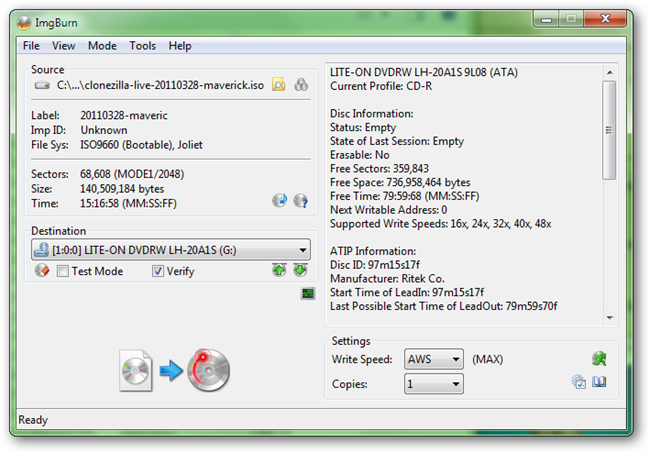 ImgBurn
File View Mode Tools Help
Source
C:\...\clonezilla-live-20110328-maverick.iso
Label: 20110328-maveric
Imp ID: Unknown
File Sys: ISO9660 (Bootable), Joliet
Sectors: 68,608 (MODE1/2048)
Size: 140,509,184 bytes
Time: 15:16:58 (MM:SS:FF)
Destination
[1:0:0] LITE-ON DVDRW LH-20A1S (G:)
Test Mode Verify
LITE-ON DVDRW LH-20A1S 9L08 (ATA)
Current Profile: CD-R
Disc Information:
Status: Empty
State of Last Session: Empty
Erasable: No
Free Sectors: 359,843
Free Space: 736,958,464 bytes
Free Time: 79:59:68 (MM:SS:FF)
Next Writable Address: 0
Supported Write Speeds: 16x, 24x, 32x, 40x, 48x
ATIP Information:
Disc ID: 97m15s17f
Manufacturer: Ritek Co.
Start Time of LeadIn: 97m15s17f
Last Possible Start Time of LeadOut: 79m59s70f
Settings
Write Speed: AWS (MAX)
Copies: 1
Ready